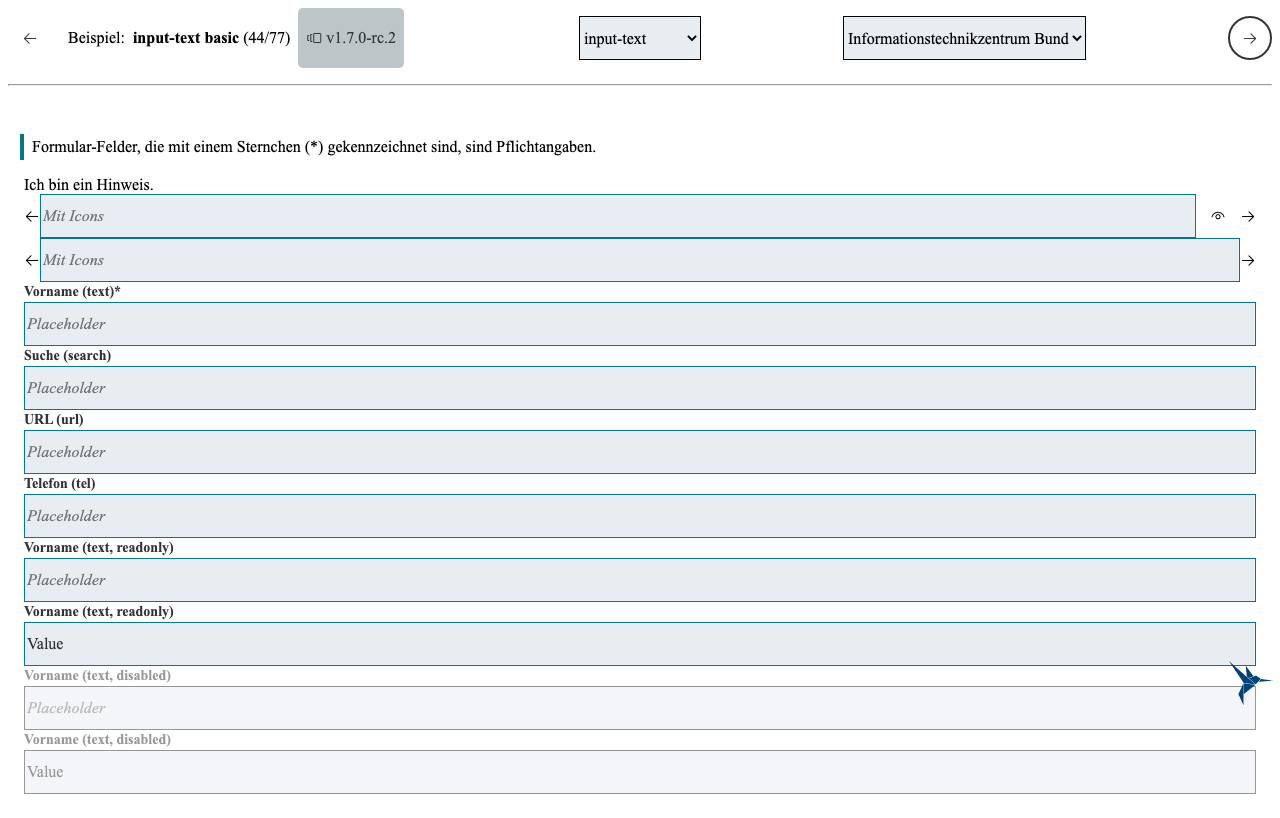 Beispiel: input-text basic (44/77) v1.7.0-rc.2 input-text Informationstechnikzentrum Bund
Formular-Felder, die mit einem Sternchen (*) gekennzeichnet sind, sind Pflichtangaben.
Ich bin ein Hinweis.
Mit Icons
Mit Icons
Vorname (text)*
Placeholder
Suche (search)
Placeholder
URL (url)
Placeholder
Telefon (tel)
Placeholder
Vorname (text, readonly)
Placeholder
Vorname (text, readonly)
Value
Vorname (text, disabled)
Placeholder
Vorname (text, disabled)
Value